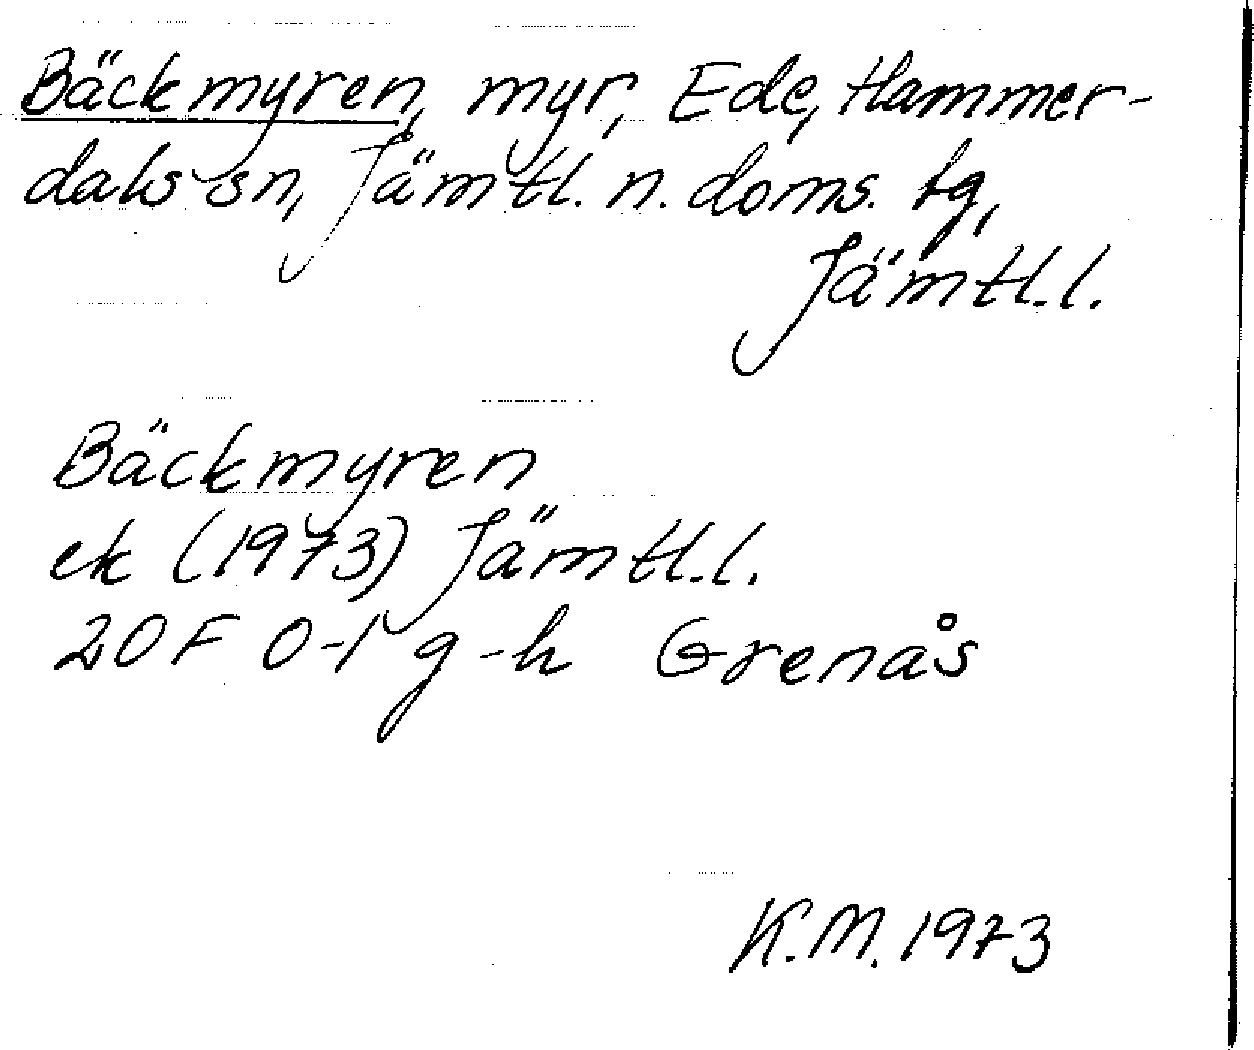 Bäckmyren, myr, Ede, Hammer-
dals sn, Jämtl. n. doms. tg,
Jämtl.l.
Bäckmyren
ek (1973) Jämtl.l.
20F 0-1 g-h Grenås
K.M. 1973